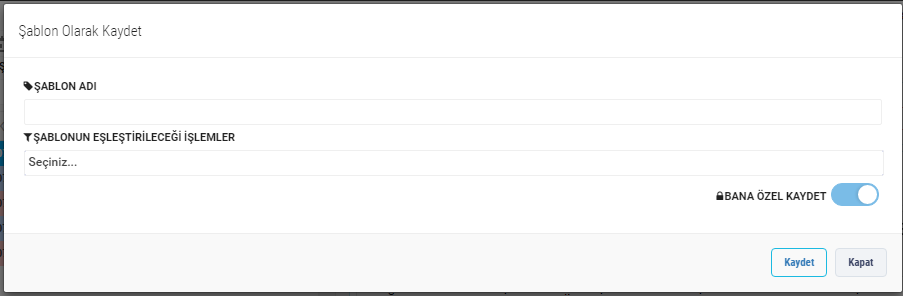 Şablon Olarak Kaydet
ŞABLON ADI
ŞABLONUN EŞLEŞTİRİLECEĞİ İŞLEMLER
Seçiniz...
BANA ÖZEL KAYDET
Kaydet Kapat